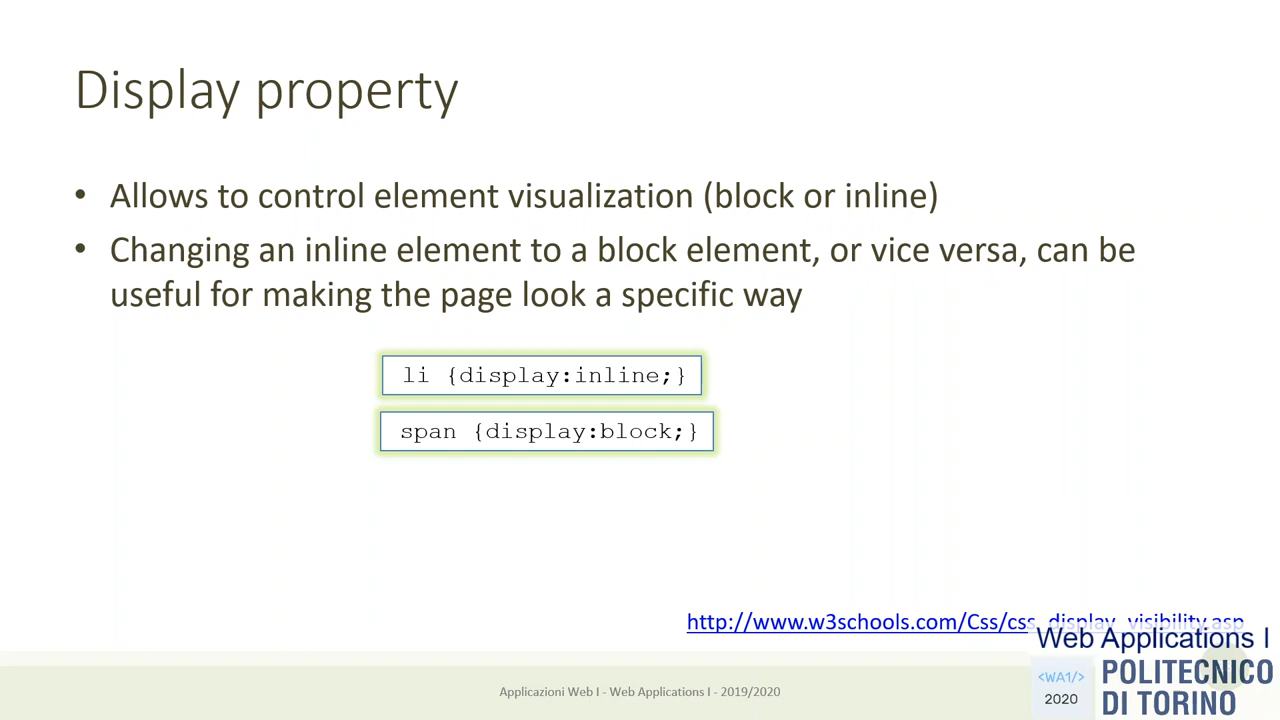 Display property
• Allows to control element visualization (block or inline)
• Changing an inline element to a block element, or vice versa, can be
useful for making the page look a specific way
li {display:inline;}
span {display:block;}
http://www.w3schools.com/Css/css_display_visibility.asp
Web Applications I
Applicazioni Web I - Web Applications I - 2019/2020
<WA1/>
2020
POLITECNICO
DI TORINO